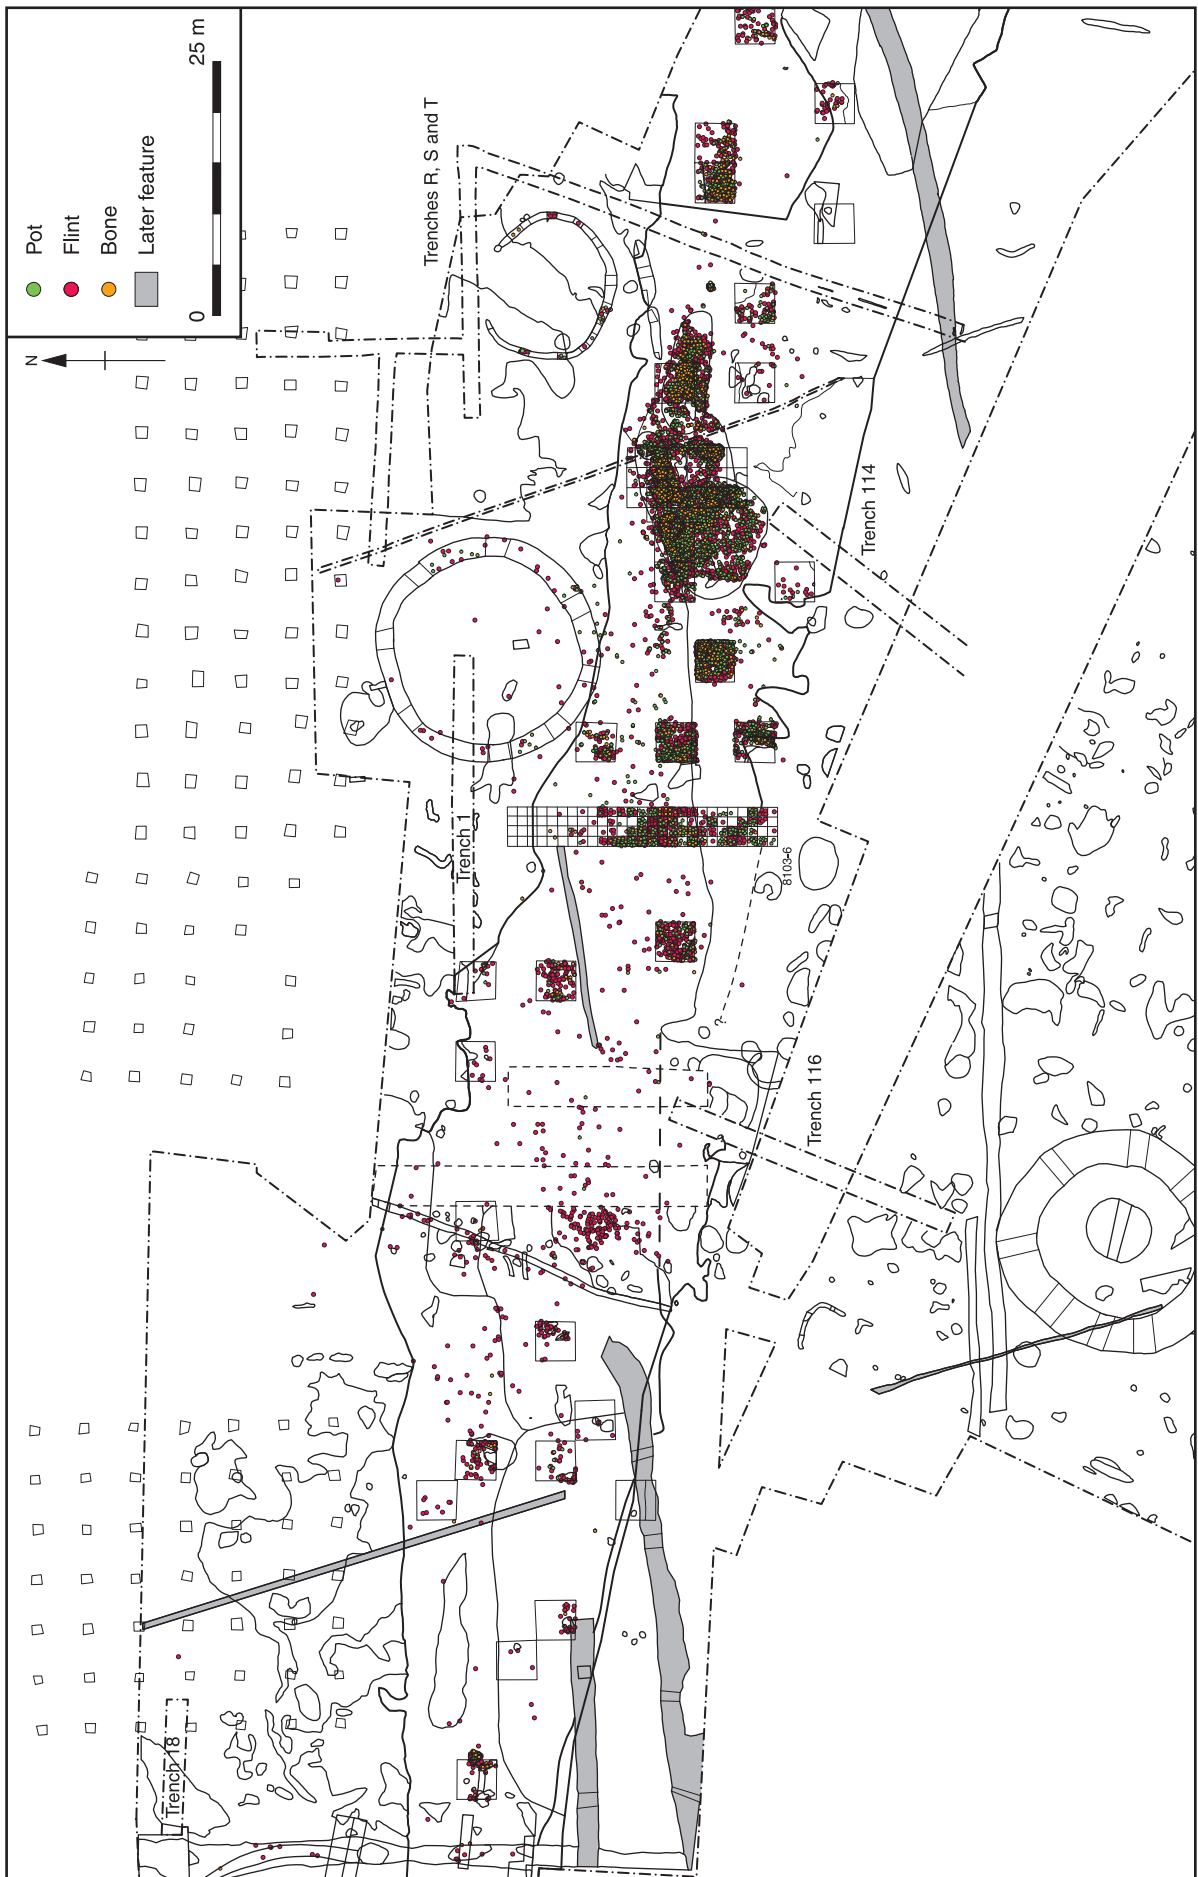 Pot
Flint
Bone
Later feature
0
25 m
N
Trenches R, S and T
Trench 114
Trench 1
8103-6
Trench 116
Trench 18